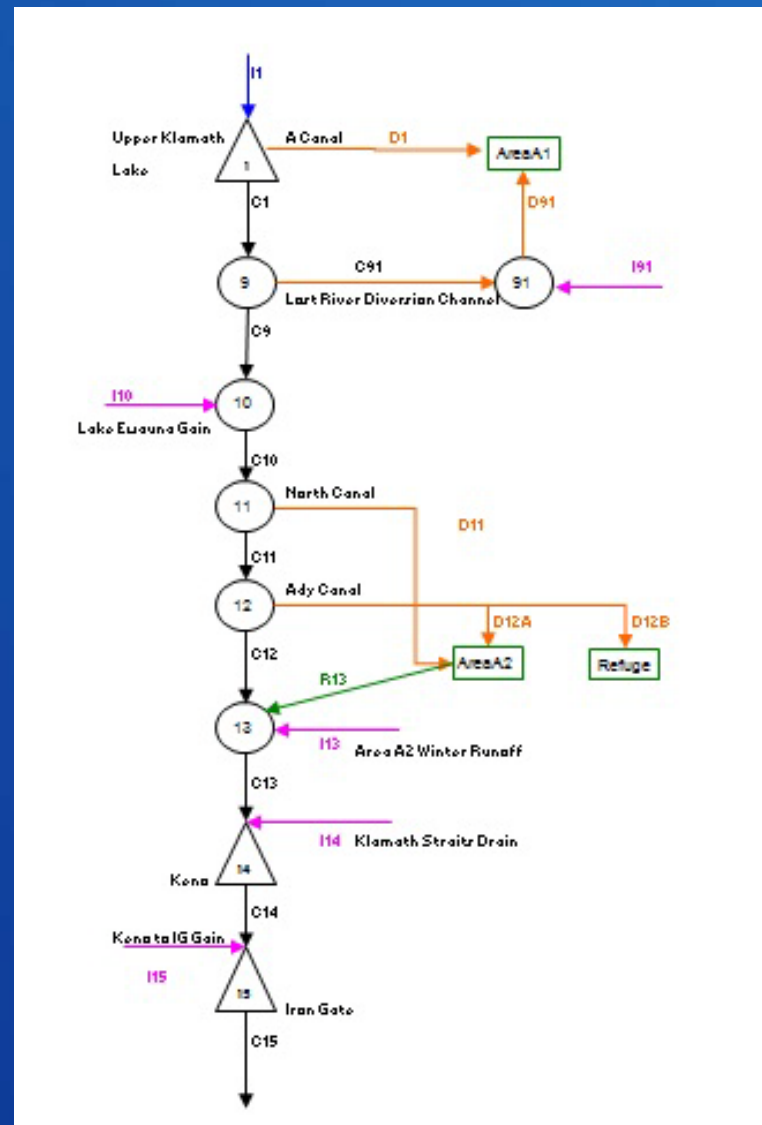 I1
Upper Klamath
A Canal
D1
AreaA1
Lake
1
C1
D91
9
C91
91
I91
Lost River Diversion Channel
C9
I10
10
Lake Ewauna Gain
C10
North Canal
11
D11
C11
Ady Canal
12
D12A
D12B
C12
AreaA2
Refuge
R13
13
I13
Area A2 Winter Runoff
C13
I14
Klamath Straits Drain
14
Keno
C14
Keno to IG Gain
I15
15
Iron Gate
C15